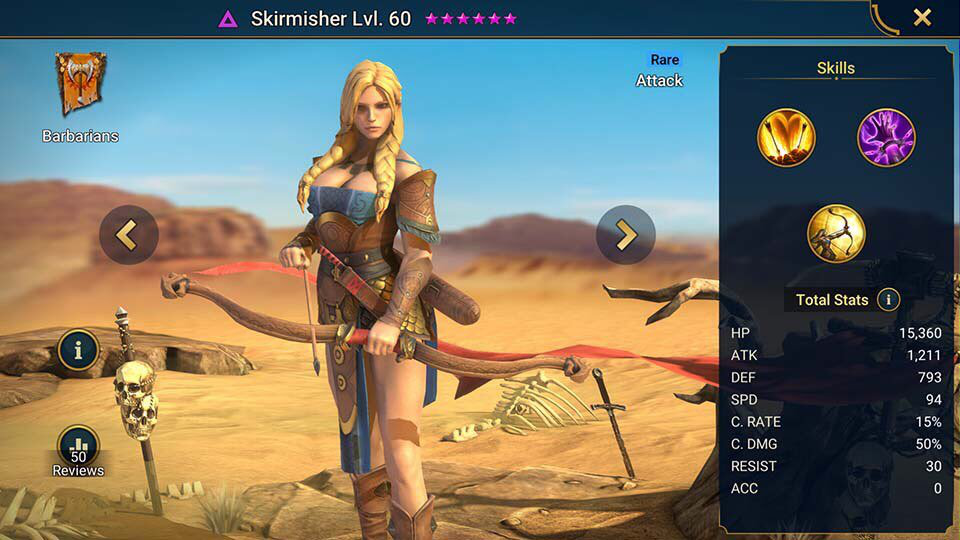 Skirmisher Lvl. 60
Barbarians
Rare
Attack
Skills
Total Stats i
HP 15,360
ATK 1,211
DEF 793
SPD 94
C. RATE 15%
C. DMG 50%
RESIST 30
ACC 0
i
50
Reviews